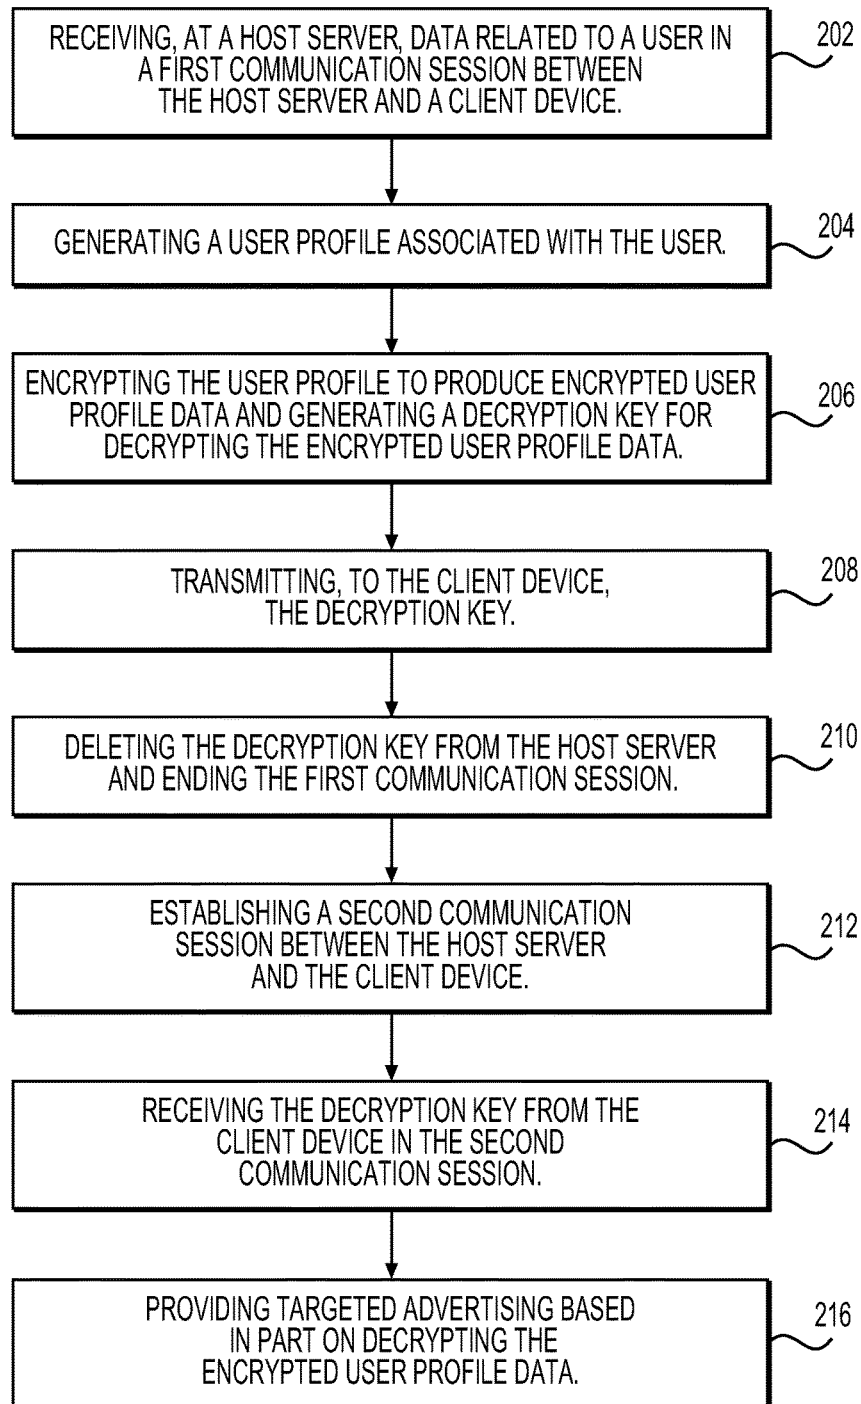 RECEIVING, AT A HOST SERVER, DATA RELATED TO A USER IN
A FIRST COMMUNICATION SESSION BETWEEN
THE HOST SERVER AND A CLIENT DEVICE.
202
GENERATING A USER PROFILE ASSOCIATED WITH THE USER.
204
ENCRYPTING THE USER PROFILE TO PRODUCE ENCRYPTED USER
PROFILE DATA AND GENERATING A DECRYPTION KEY FOR
DECRYPTING THE ENCRYPTED USER PROFILE DATA.
206
TRANSMITTING, TO THE CLIENT DEVICE,
THE DECRYPTION KEY.
208
DELETING THE DECRYPTION KEY FROM THE HOST SERVER
AND ENDING THE FIRST COMMUNICATION SESSION.
210
ESTABLISHING A SECOND COMMUNICATION
SESSION BETWEEN THE HOST SERVER
AND THE CLIENT DEVICE.
212
RECEIVING THE DECRYPTION KEY FROM THE
CLIENT DEVICE IN THE SECOND
COMMUNICATION SESSION.
214
PROVIDING TARGETED ADVERTISING BASED
IN PART ON DECRYPTING THE
ENCRYPTED USER PROFILE DATA.
216